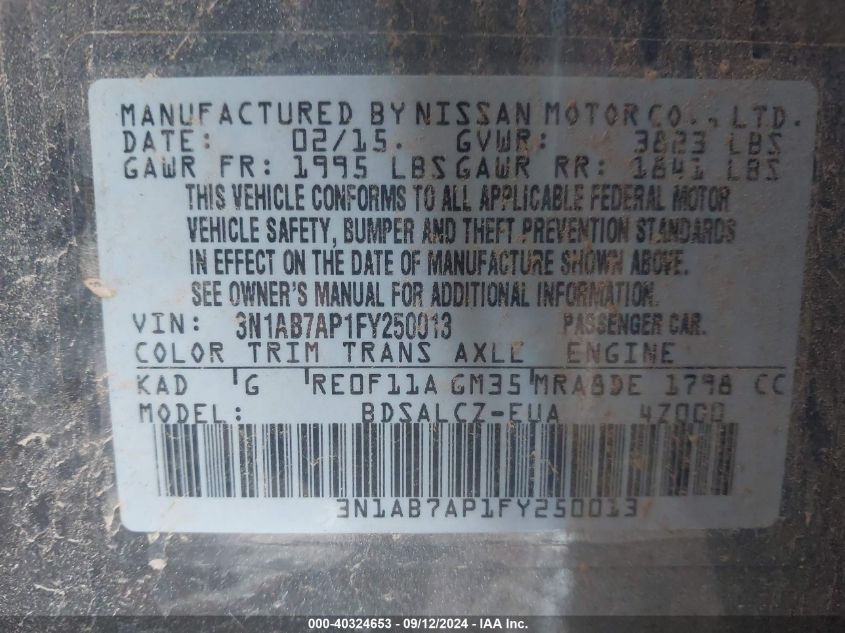 MANUFACTURED BY NISSAN MOTOR CO., LTD.
DATE: 02/15. GVWR: 3823 LBS
GAWR FR: 1995 LBS GAWR RR: 1841 LBS
THIS VEHICLE CONFORMS TO ALL APPLICABLE FEDERAL MOTOR
VEHICLE SAFETY, BUMPER AND THEFT PREVENTION STANDARDS
IN EFFECT ON THE DATE OF MANUFACTURE SHOWN ABOVE.
SEE OWNER'S MANUAL FOR ADDITIONAL INFORMATION.
VIN: 3N1AB7AP1FY250013 PASSENGER CAR.
COLOR TRIM TRANS AXLE ENGINE
KAD G RE0F11A GM35 MRA8DE 1798 CC
MODEL: BDSALCZ-EUA 4Z0GD
3N1AB7AP1FY250013
000-40324653 - 09/12/2024 - IAA Inc.